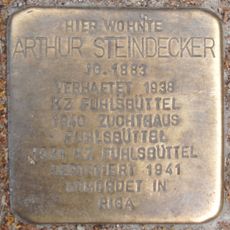 HIER WOHNTE
ARTHUR STEINDECKER
JG. 1883
VERHAFTET 1938
KZ FUHLSBÜTTEL
1940 ZUCHTHAUS
FUHLSBÜTTEL
1941 KZ FUHLSBÜTTEL
DEPORTIERT 1941
ERMORDET IN
RIGA